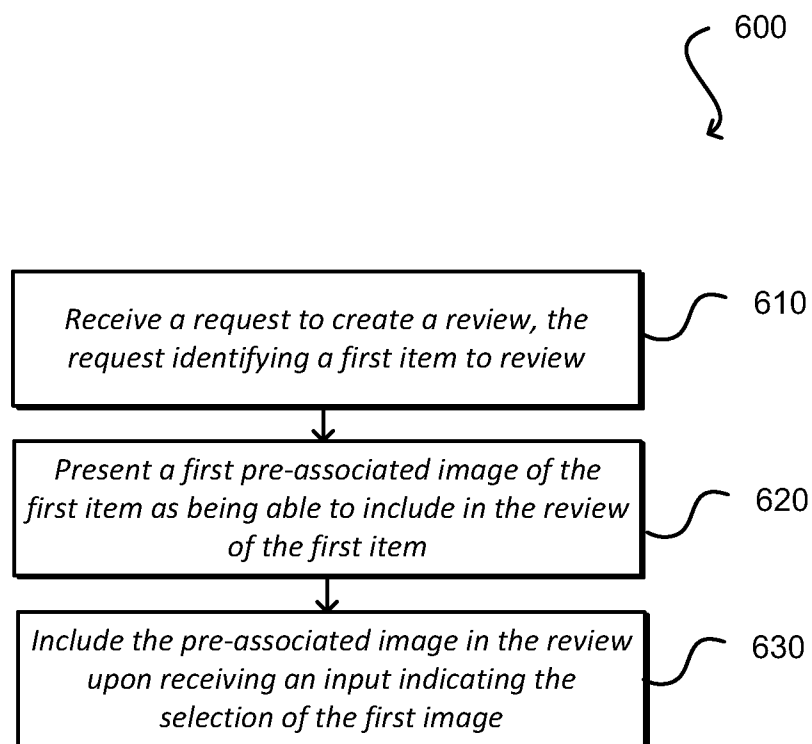 600
Receive a request to create a review, the
request identifying a first item to review
610
Present a first pre-associated image of the
first item as being able to include in the review
of the first item
620
Include the pre-associated image in the review
upon receiving an input indicating the
selection of the first image
630